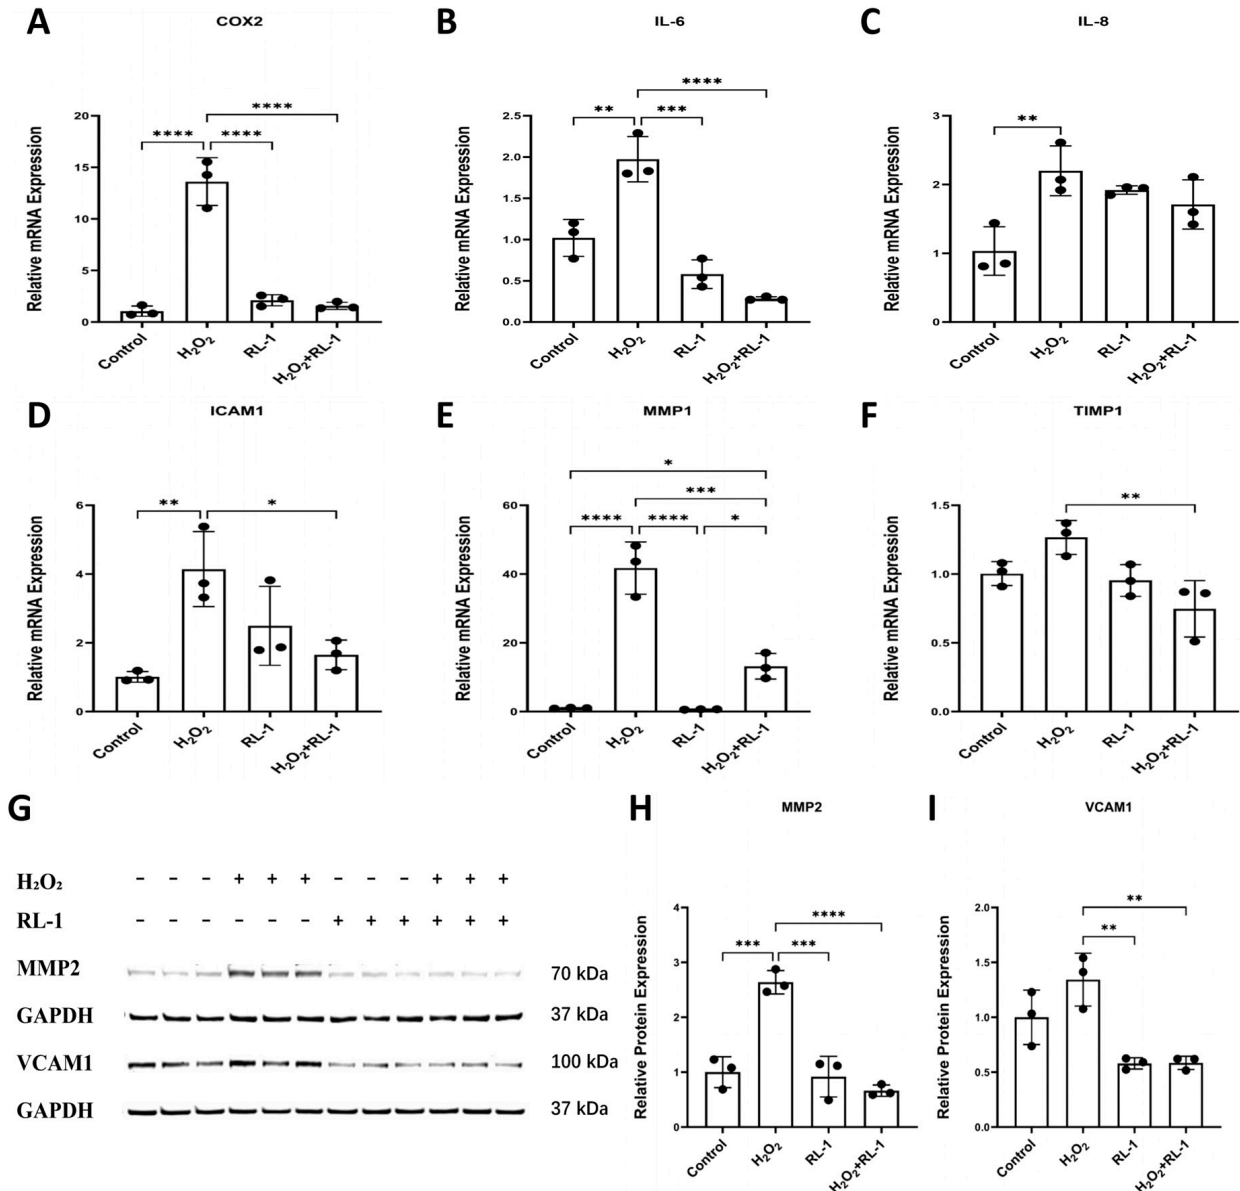 A COX2
Relative mRNA Expression
20
15
10
5
0
**** **** ****
Control H₂O₂ RL-1 H₂O₂+RL-1
B IL-6
Relative mRNA Expression
2.5
2.0
1.5
1.0
0.5
0.0
****
** ***
Control H₂O₂ RL-1 H₂O₂+RL-1
C IL-8
Relative mRNA Expression
3
2
1
0
**
Control H₂O₂ RL-1 H₂O₂+RL-1
D ICAM1
Relative mRNA Expression
6
4
2
0
** *
Control H₂O₂ RL-1 H₂O₂+RL-1
E MMP1
Relative mRNA Expression
60
40
20
0
*
***
**** **** *
Control H₂O₂ RL-1 H₂O₂+RL-1
F TIMP1
Relative mRNA Expression
1.5
1.0
0.5
0.0
**
Control H₂O₂ RL-1 H₂O₂+RL-1
G
H₂O₂ - - - + + + - - - + + +
RL-1 - - - - - - + + + + + +
MMP2 70 kDa
GAPDH 37 kDa
VCAM1 100 kDa
GAPDH 37 kDa
H MMP2
Relative Protein Expression
4
3
2
1
0
****
*** ***
Control H₂O₂ RL-1 H₂O₂+RL-1
I VCAM1
Relative Protein Expression
2.0
1.5
1.0
0.5
0.0
**
**
Control H₂O₂ RL-1 H₂O₂+RL-1